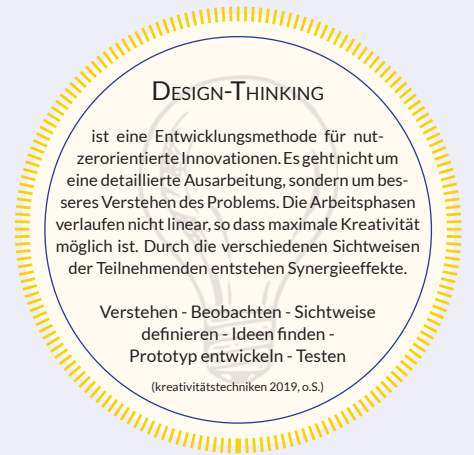 Design-Thinking
ist eine Entwicklungsmethode für nut-
zerorientierte Innovationen. Es geht nicht um
eine detaillierte Ausarbeitung, sondern um bes-
seres Verstehen des Problems. Die Arbeitsphasen
verlaufen nicht linear, so dass maximale Kreativität
möglich ist. Durch die verschiedenen Sichtweisen
der Teilnehmenden entstehen Synergieeffekte.
Verstehen - Beobachten - Sichtweise
definieren - Ideen finden -
Prototyp entwickeln - Testen
(kreativitätstechniken 2019, o.S.)